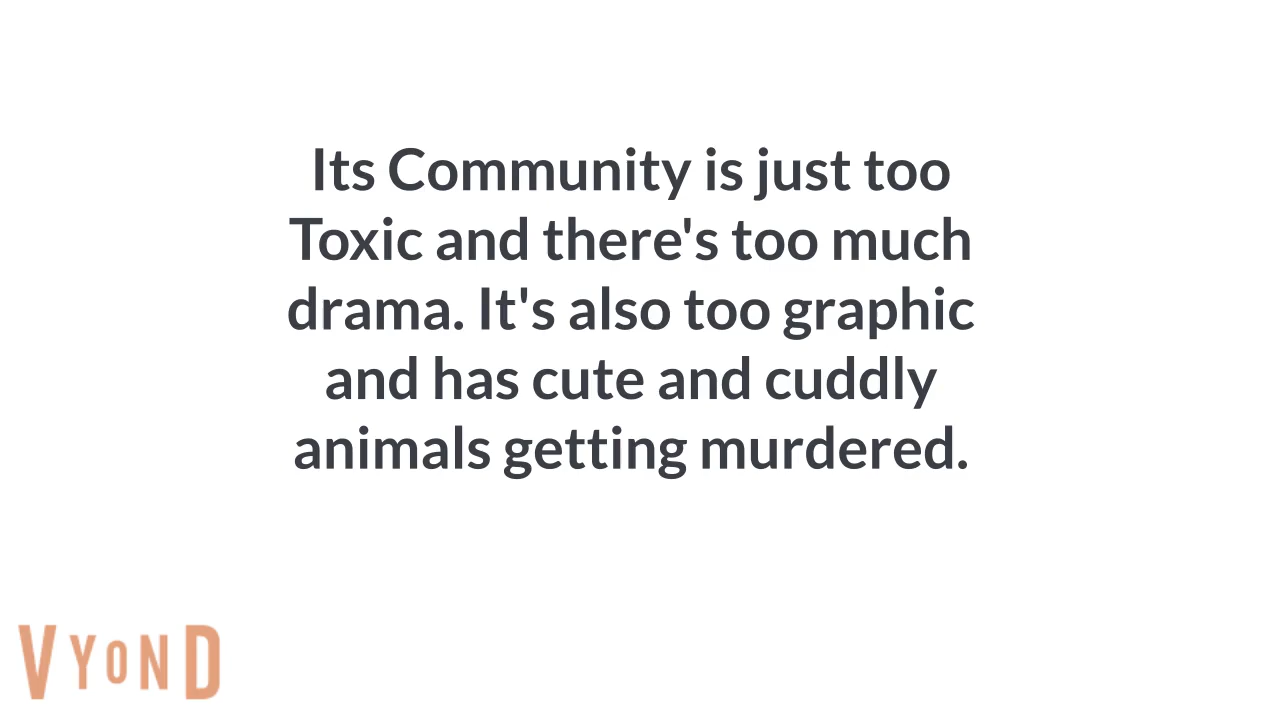 Its Community is just too
Toxic and there's too much
drama. It's also too graphic
and has cute and cuddly
animals getting murdered.
VYOND